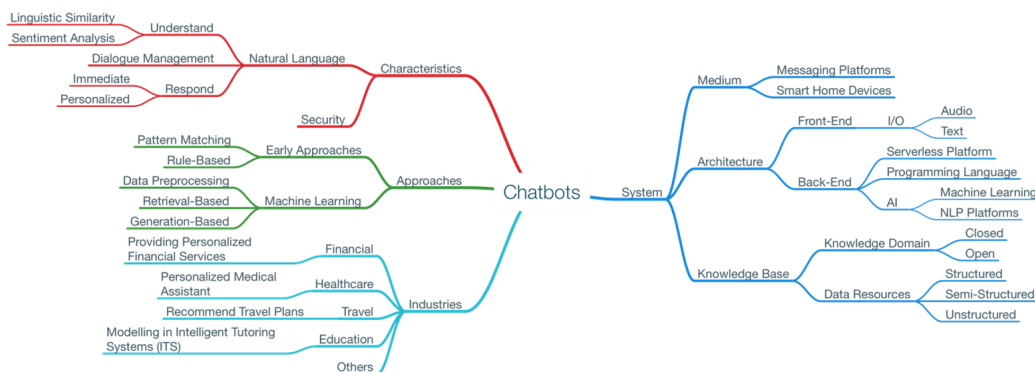 Chatbots
Characteristics
Natural Language
Understand
Linguistic Similarity
Sentiment Analysis
Dialogue Management
Respond
Immediate
Personalized
Security
Approaches
Early Approaches
Pattern Matching
Rule-Based
Machine Learning
Data Preprocessing
Retrieval-Based
Generation-Based
Industries
Financial
Providing Personalized
Financial Services
Healthcare
Personalized Medical
Assistant
Travel
Recommend Travel Plans
Education
Modelling in Intelligent Tutoring
Systems (ITS)
Others
System
Medium
Messaging Platforms
Smart Home Devices
Architecture
Front-End
I/O
Audio
Text
Back-End
Serverless Platform
Programming Language
AI
Machine Learning
NLP Platforms
Knowledge Base
Knowledge Domain
Closed
Open
Data Resources
Structured
Semi-Structured
Unstructured